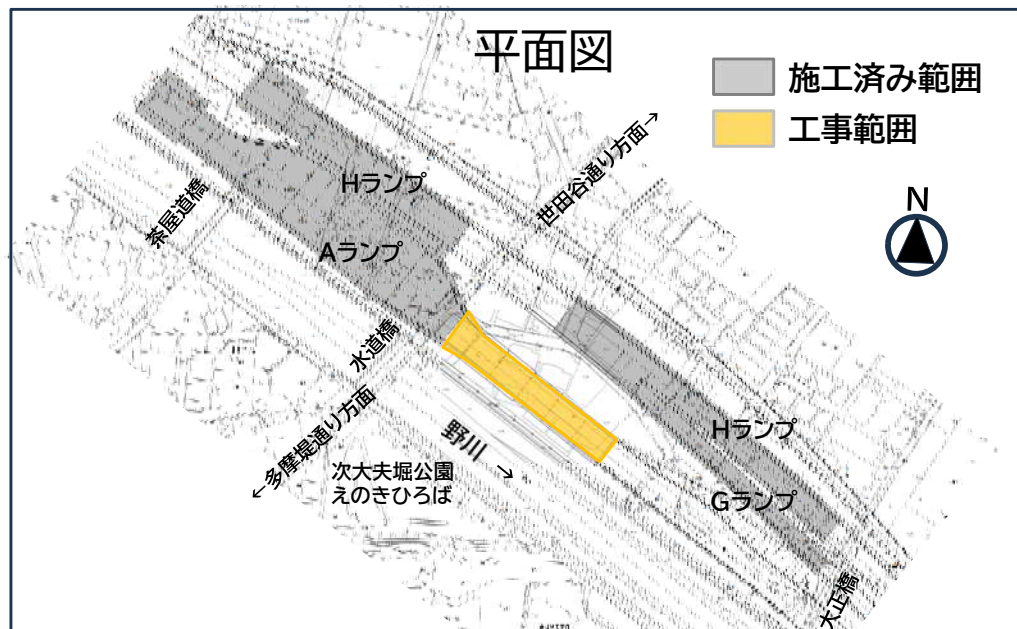 平面図
施工済み範囲
工事範囲
N
世田谷通り方面→
茶屋道橋
Hランプ
Aランプ
水道橋
←多摩堤通り方面
野川
→
次大夫堀公園
えのきひろば
Hランプ
Gランプ
大正橋